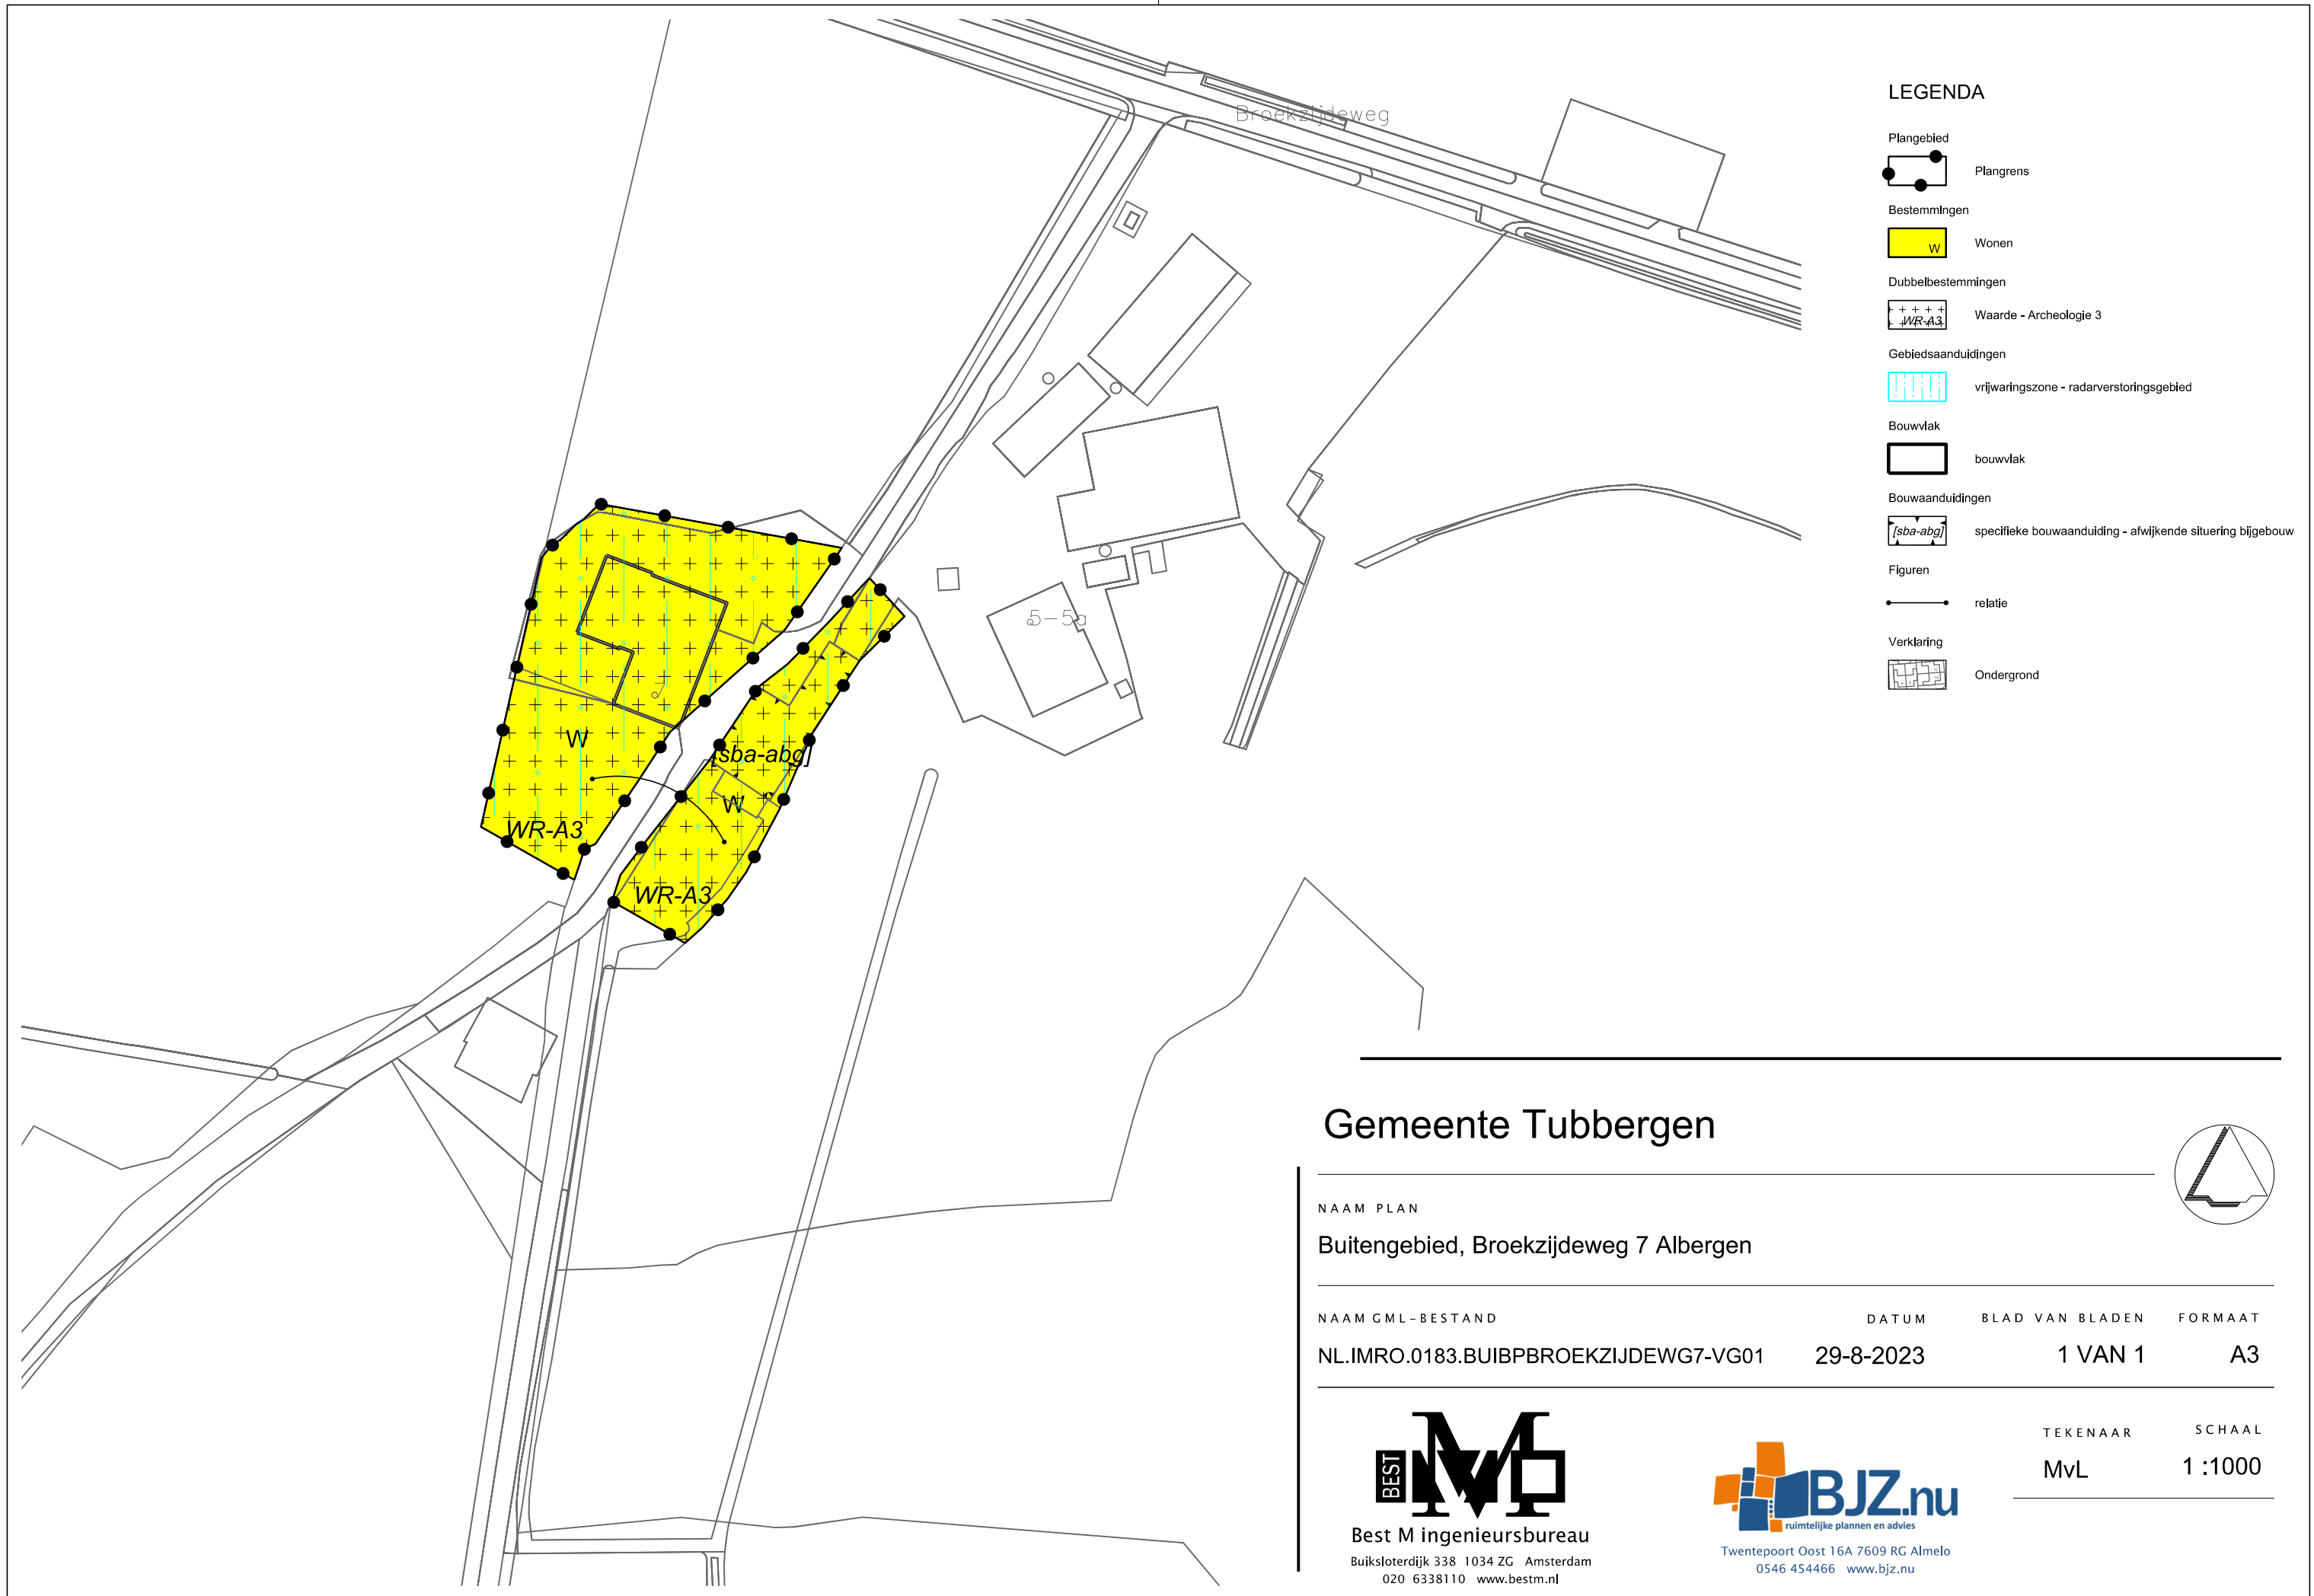 Broekzijdeweg
5-5a
W
[sba-abg]
W
WR-A3
WR-A3
LEGENDA
Plangebied
Plangrens
Bestemmingen
W
Wonen
Dubbelbestemmingen
WR-A3
Waarde - Archeologie 3
Gebiedsaanduidingen
vrijwaringszone - radarverstoringsgebied
Bouwvlak
bouwvlak
Bouwaanduidingen
[sba-abg]
specifieke bouwaanduiding - afwijkende situering bijgebouw
Figuren
relatie
Verklaring
Ondergrond
Gemeente Tubbergen
NAAM PLAN
Buitengebied, Broekzijdeweg 7 Albergen
NAAM GML-BESTAND DATUM BLAD VAN BLADEN FORMAAT
NL.IMRO.0183.BUIBPBROEKZIJDEWG7-VG01 29-8-2023 1 VAN 1 A3
TEKENAAR SCHAAL
MvL 1 :1000
BEST M
Best M ingenieursbureau
Buiksloterdijk 338 1034 ZG Amsterdam
020 6338110 www.bestm.nl
BJZ.nu
ruimtelijke plannen en advies
Twentepoort Oost 16A 7609 RG Almelo
0546 454466 www.bjz.nu